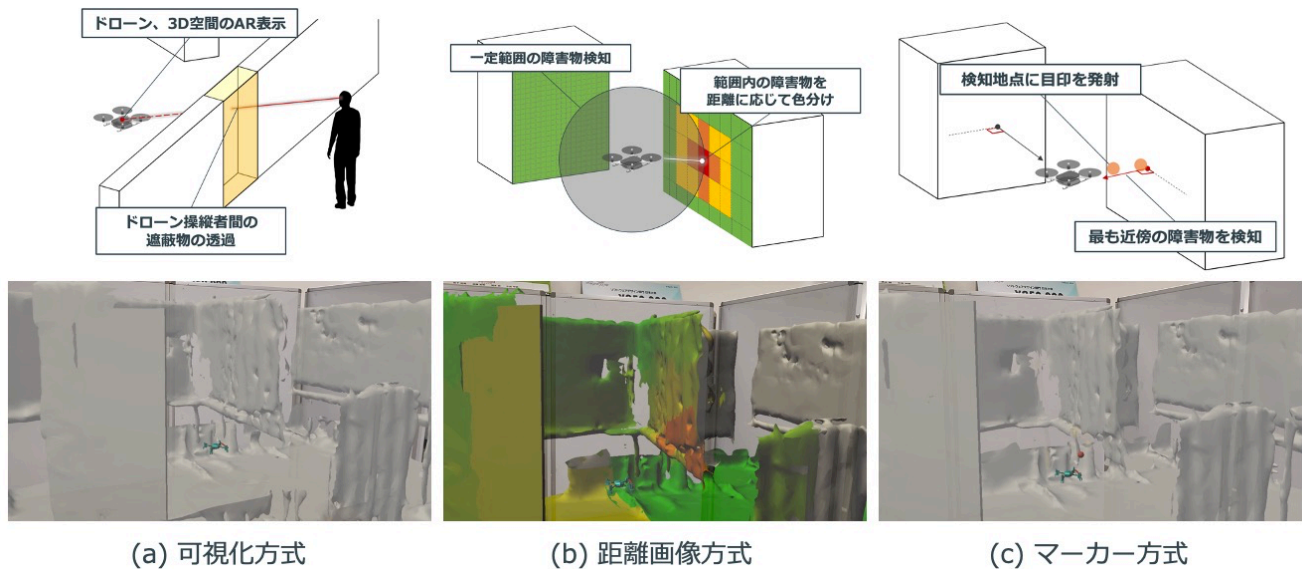 ドローン、3D空間のAR表示
ドローン操縦者間の
遮蔽物の透過
一定範囲の障害物検知
範囲内の障害物を
距離に応じて色分け
検知地点に目印を発射
最も近傍の障害物を検知
(a) 可視化方式
(b) 距離画像方式
(c) マーカー方式